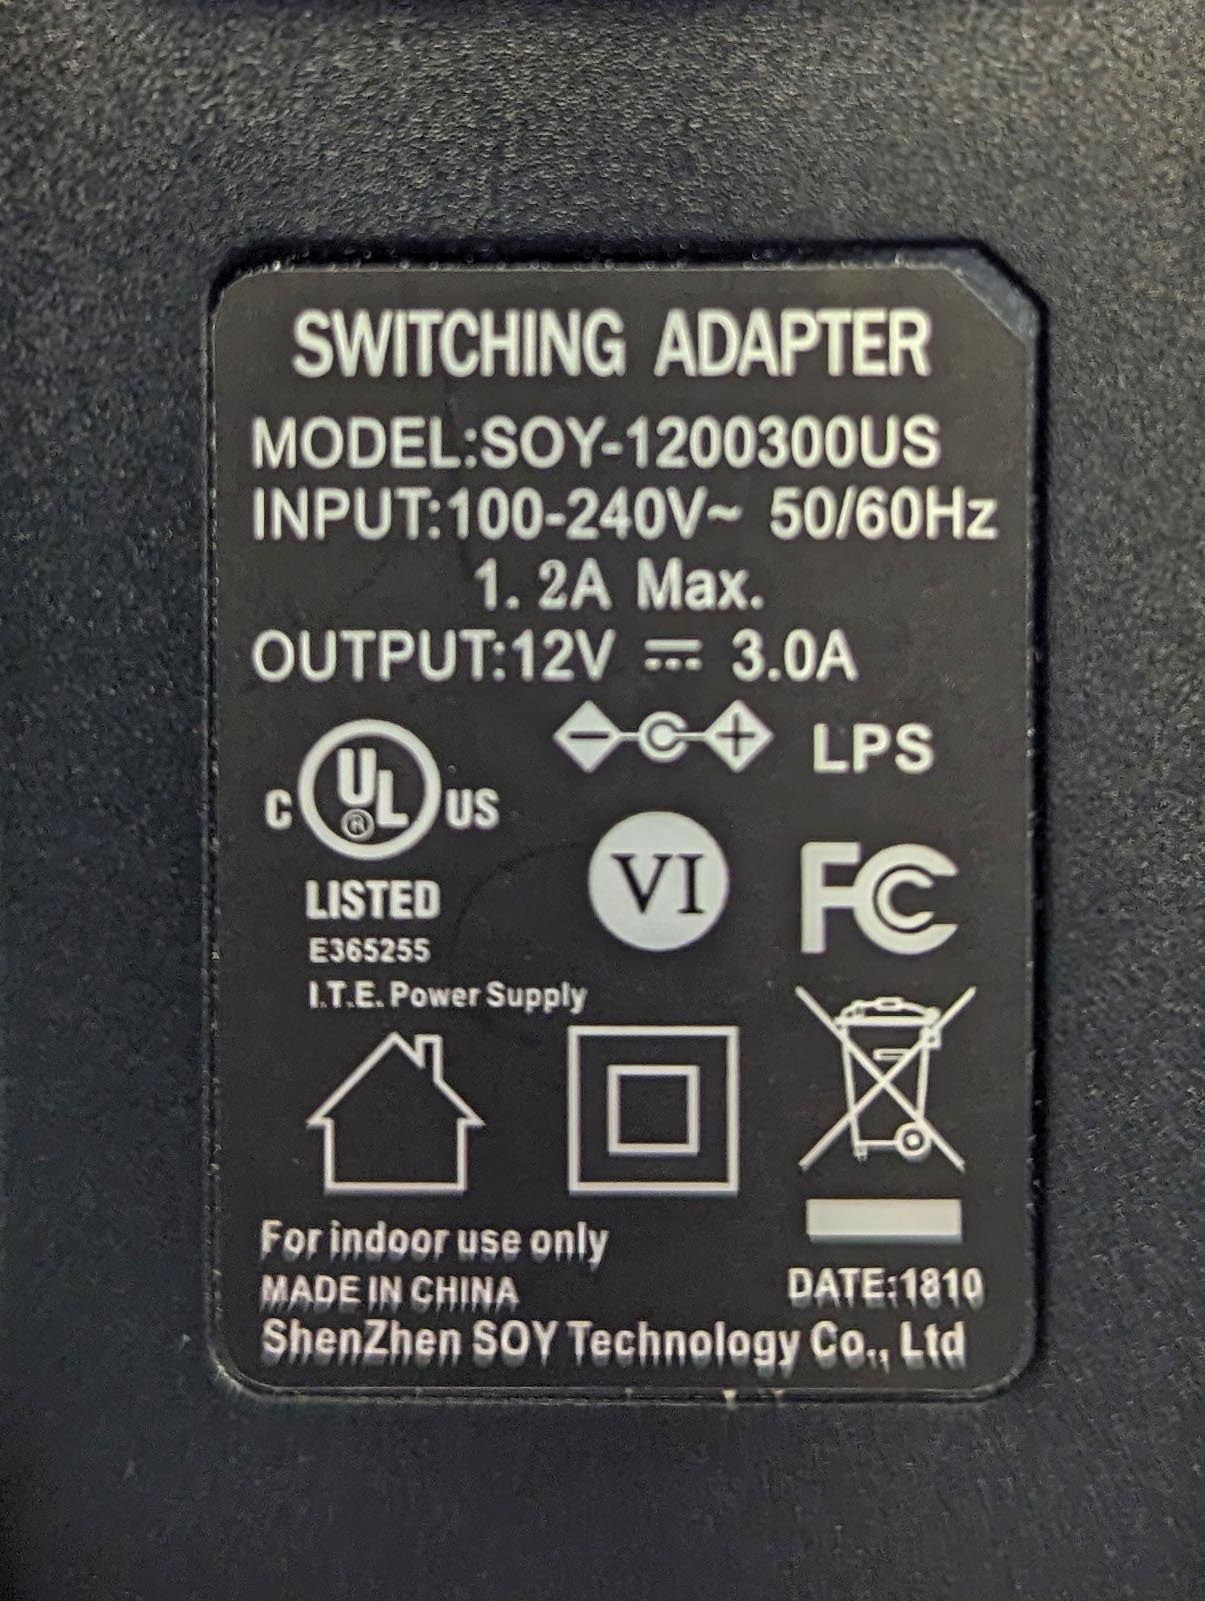 SWITCHING ADAPTER
MODEL:SOY-1200300US
INPUT:100-240V~ 50/60Hz
1. 2A Max.
OUTPUT:12V ⎓ 3.0A
LPS
C UL ® US
LISTED
E365255
I.T.E. Power Supply
VI
FC
For indoor use only
MADE IN CHINA
DATE:1810
ShenZhen SOY Technology Co., Ltd